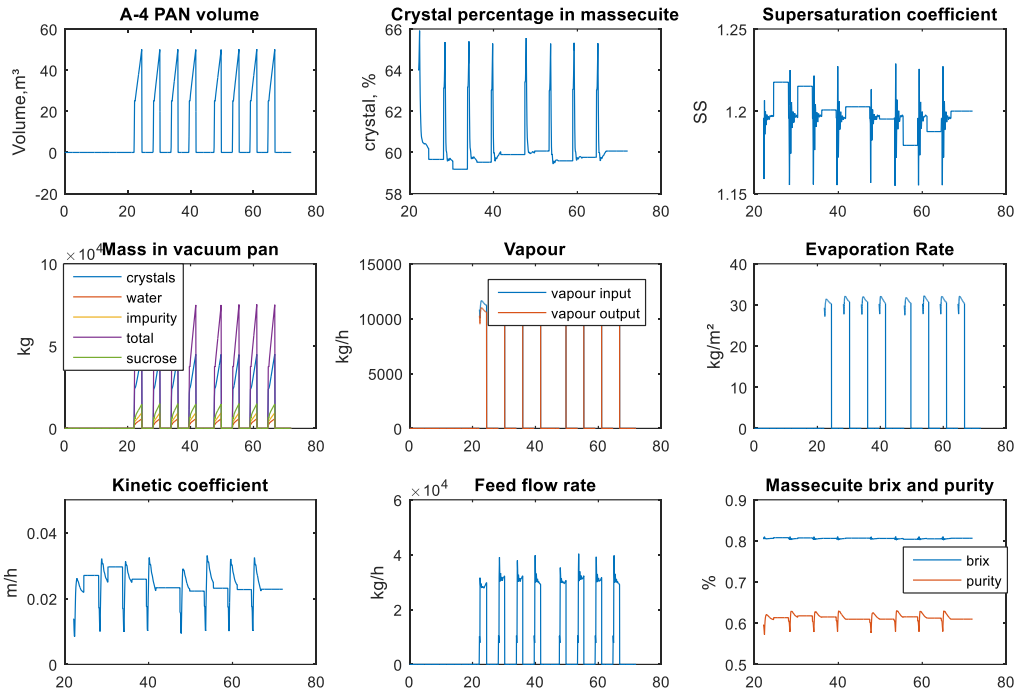 A-4 PAN volume
Volume,m³
60
40
20
0
-20
0 20 40 60 80
Crystal percentage in massecuite
crystal, %
66
64
62
60
58
20 40 60 80
Supersaturation coefficient
SS
1.25
1.2
1.15
20 40 60 80
Mass in vacuum pan
× 10⁴
kg
10
5
0
crystals
water
impurity
total
sucrose
0 20 40 60 80
Vapour
kg/h
15000
10000
5000
0
vapour input
vapour output
0 20 40 60 80
Evaporation Rate
kg/m²
40
30
20
10
0
0 20 40 60 80
Kinetic coefficient
m/h
0.04
0.02
0
20 40 60 80
Feed flow rate
× 10⁴
kg/h
6
4
2
0
0 20 40 60 80
Massecuite brix and purity
%
0.9
0.8
0.7
0.6
0.5
brix
purity
20 40 60 80